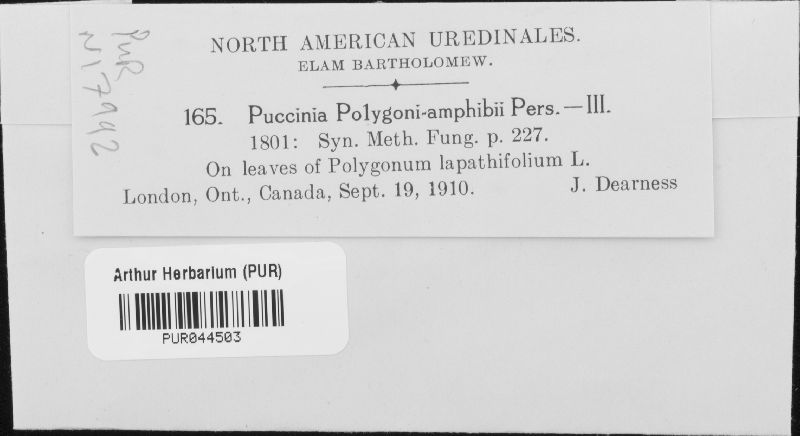 NORTH AMERICAN UREDINALES.
ELAM BARTHOLOMEW.
165. Puccinia Polygoni-amphibii Pers.—III.
1801: Syn. Meth. Fung. p. 227.
On leaves of Polygonum lapathifolium L.
London, Ont., Canada, Sept. 19, 1910. J. Dearness
PUR
N17992
Arthur Herbarium (PUR)
PUR044503